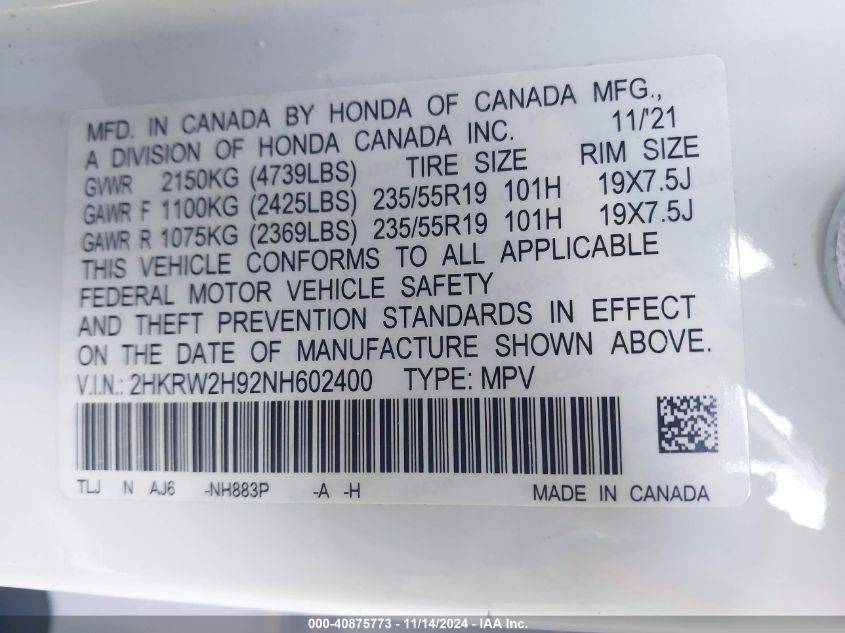 MFD. IN CANADA BY HONDA OF CANADA MFG.,
A DIVISION OF HONDA CANADA INC. 11/'21
GVWR 2150KG (4739LBS) TIRE SIZE RIM SIZE
GAWR F 1100KG (2425LBS) 235/55R19 101H 19X7.5J
GAWR R 1075KG (2369LBS) 235/55R19 101H 19X7.5J
THIS VEHICLE CONFORMS TO ALL APPLICABLE
FEDERAL MOTOR VEHICLE SAFETY
AND THEFT PREVENTION STANDARDS IN EFFECT
ON THE DATE OF MANUFACTURE SHOWN ABOVE.
V.I.N.: 2HKRW2H92NH602400 TYPE: MPV
TLJ N AJ6 -NH883P -A -H MADE IN CANADA
000-40875773 - 11/14/2024 - 1TSA-TSE - IAA Inc.